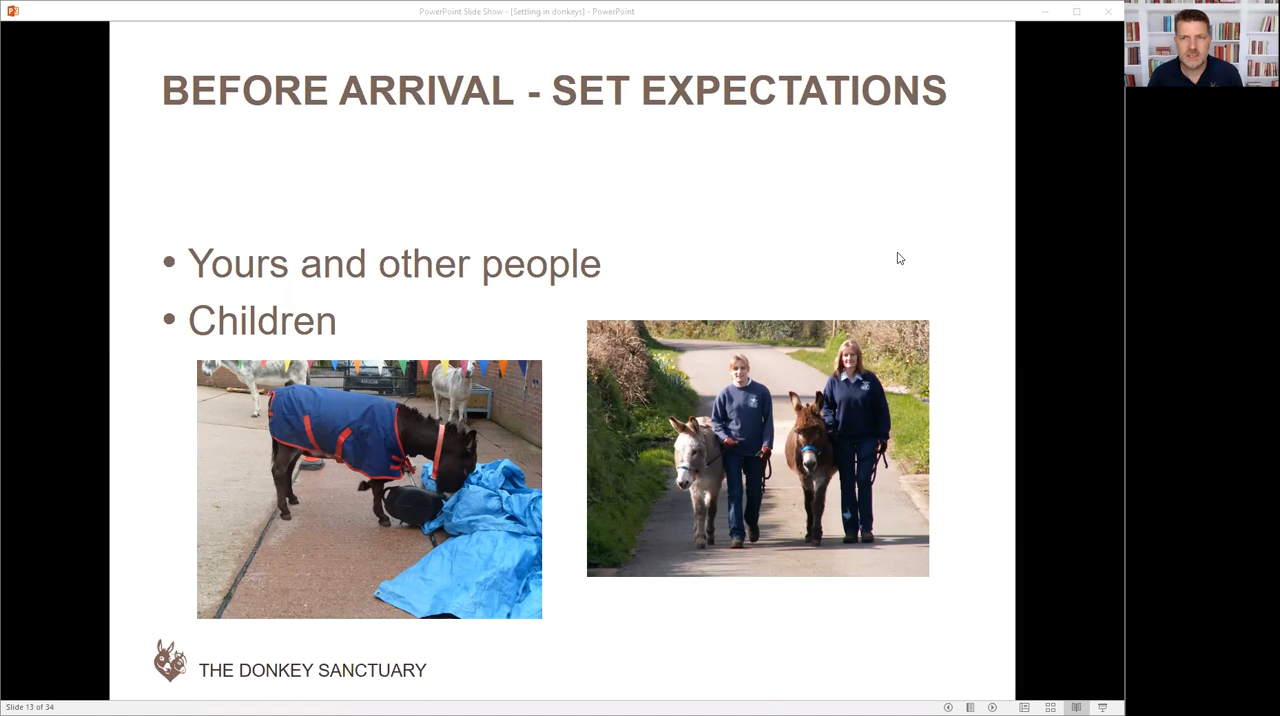 PowerPoint Slide Show - [Settling in donkeys] - PowerPoint
BEFORE ARRIVAL - SET EXPECTATIONS
• Yours and other people
• Children
THE DONKEY SANCTUARY
Slide 13 of 34